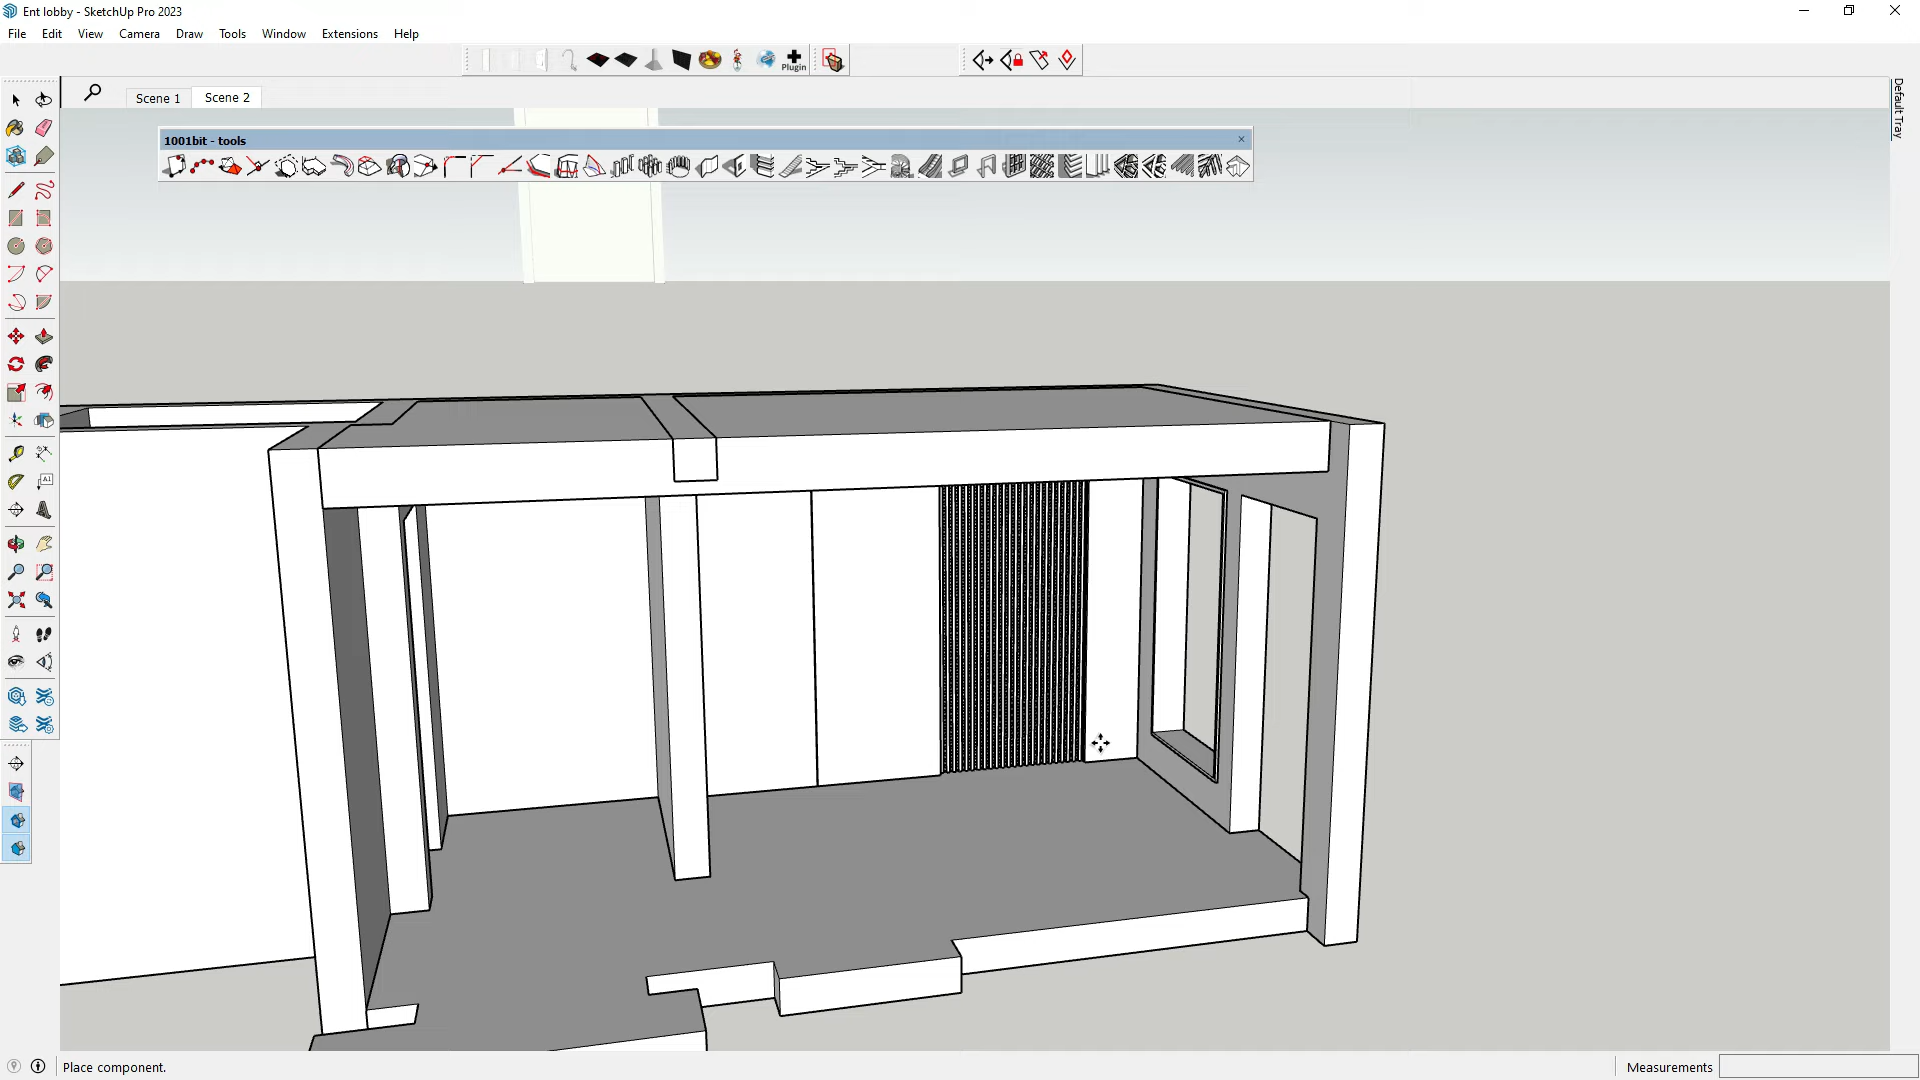 Ent lobby - SketchUp Pro 2023
File Edit View Camera Draw Tools Window Extensions Help
Plugin
Scene 1 Scene 2
Default Tray
1001bit - tools
A1
Place component.
Measurements